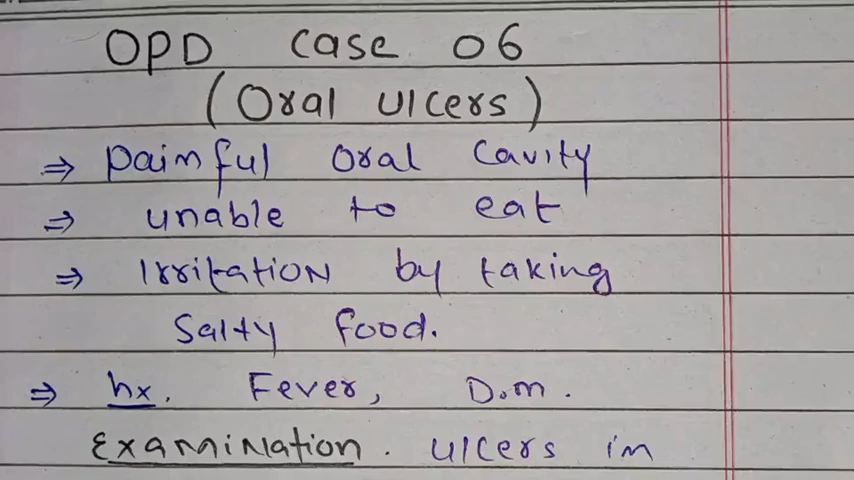 OPD Case 06
(Oral ulcers)
⇒ Painful Oral Cavity
⇒ unable to eat
⇒ Irritation by taking
Salty food.
⇒ hx. Fever, D.m.
Examination. ulcers in